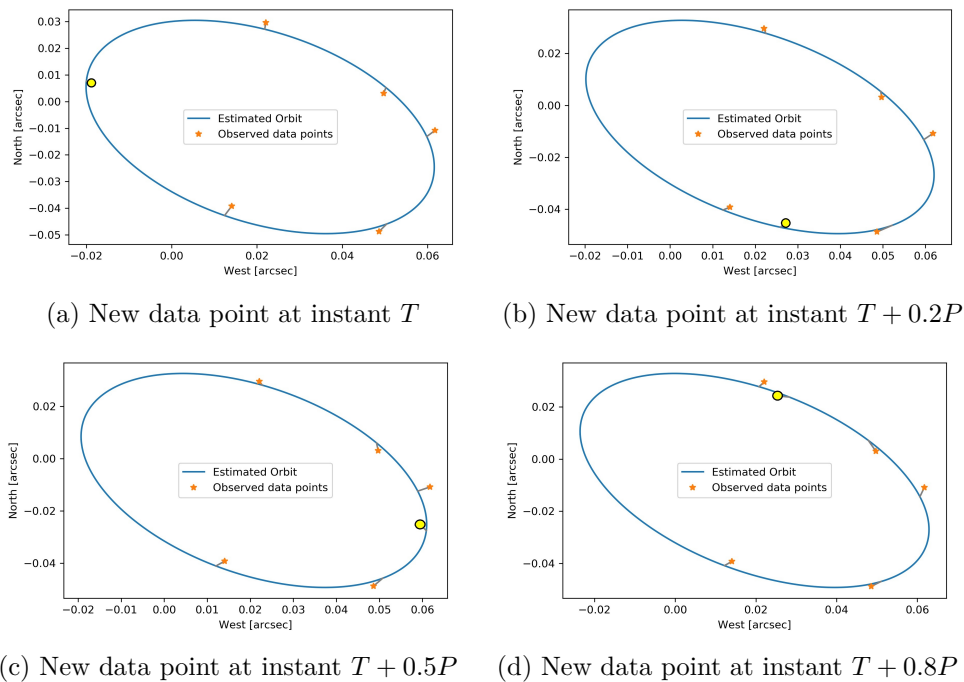 0.03
0.02
0.01
0.00
−0.01
−0.02
−0.03
−0.04
−0.05
North [arcsec]
Estimated Orbit
Observed data points
−0.02 0.00 0.02 0.04 0.06
West [arcsec]
(a) New data point at instant T
0.02
0.00
−0.02
−0.04
North [arcsec]
Estimated Orbit
Observed data points
−0.02 −0.01 0.00 0.01 0.02 0.03 0.04 0.05 0.06
West [arcsec]
(b) New data point at instant T + 0.2P
0.02
0.00
−0.02
−0.04
North [arcsec]
Estimated Orbit
Observed data points
−0.02 −0.01 0.00 0.01 0.02 0.03 0.04 0.05 0.06
West [arcsec]
(c) New data point at instant T + 0.5P
0.02
0.00
−0.02
−0.04
North [arcsec]
Estimated Orbit
Observed data points
−0.02 0.00 0.02 0.04 0.06
West [arcsec]
(d) New data point at instant T + 0.8P